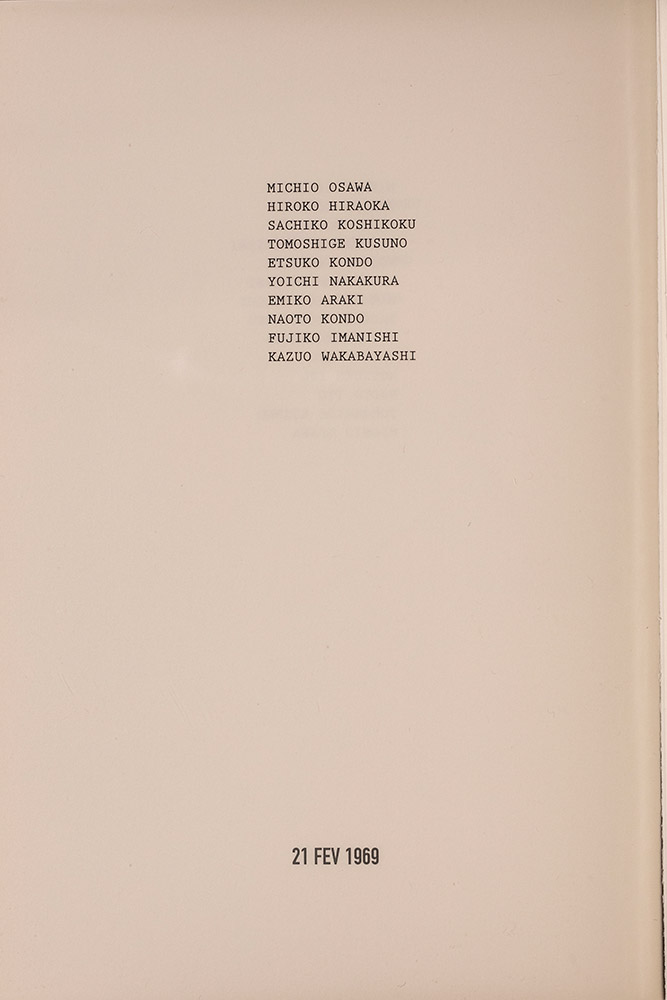 MICHIO OSAWA
HIROKO HIRAOKA
SACHIKO KOSHIKOKU
TOMOSHIGE KUSUNO
ETSUKO KONDO
YOICHI NAKAKURA
EMIKO ARAKI
NAOTO KONDO
FUJIKO IMANISHI
KAZUO WAKABAYASHI
21 FEV 1969